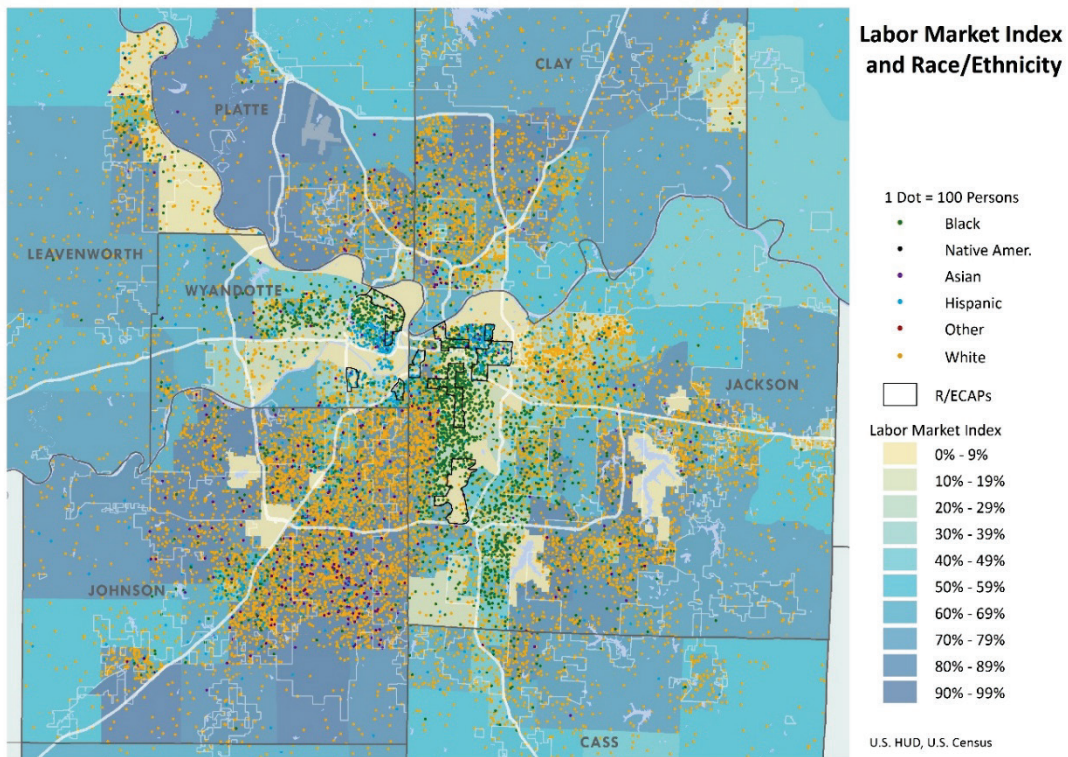 Labor Market Index
and Race/Ethnicity
CLAY
PLATTE
LEAVENWORTH
WYANDOTTE
JACKSON
JOHNSON
CASS
1 Dot = 100 Persons
Black
Native Amer.
Asian
Hispanic
Other
White
R/ECAPs
Labor Market Index
0% - 9%
10% - 19%
20% - 29%
30% - 39%
40% - 49%
50% - 59%
60% - 69%
70% - 79%
80% - 89%
90% - 99%
U.S. HUD, U.S. Census